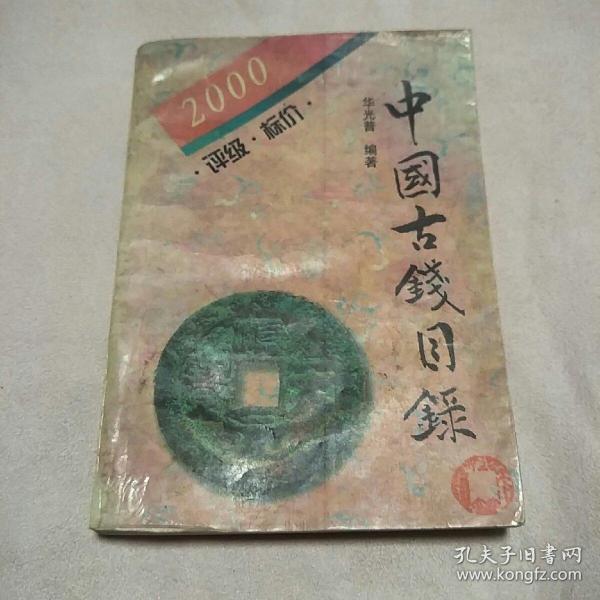 2000
·评级·标价·
中國古錢目錄
华光普 编著
孔夫子旧书网
www.kongfz.com